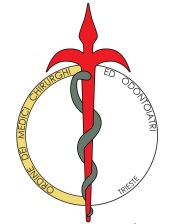 ORDINE DEI MEDICI CHIRURGHI
ED ODONTOIATRI
TRIESTE